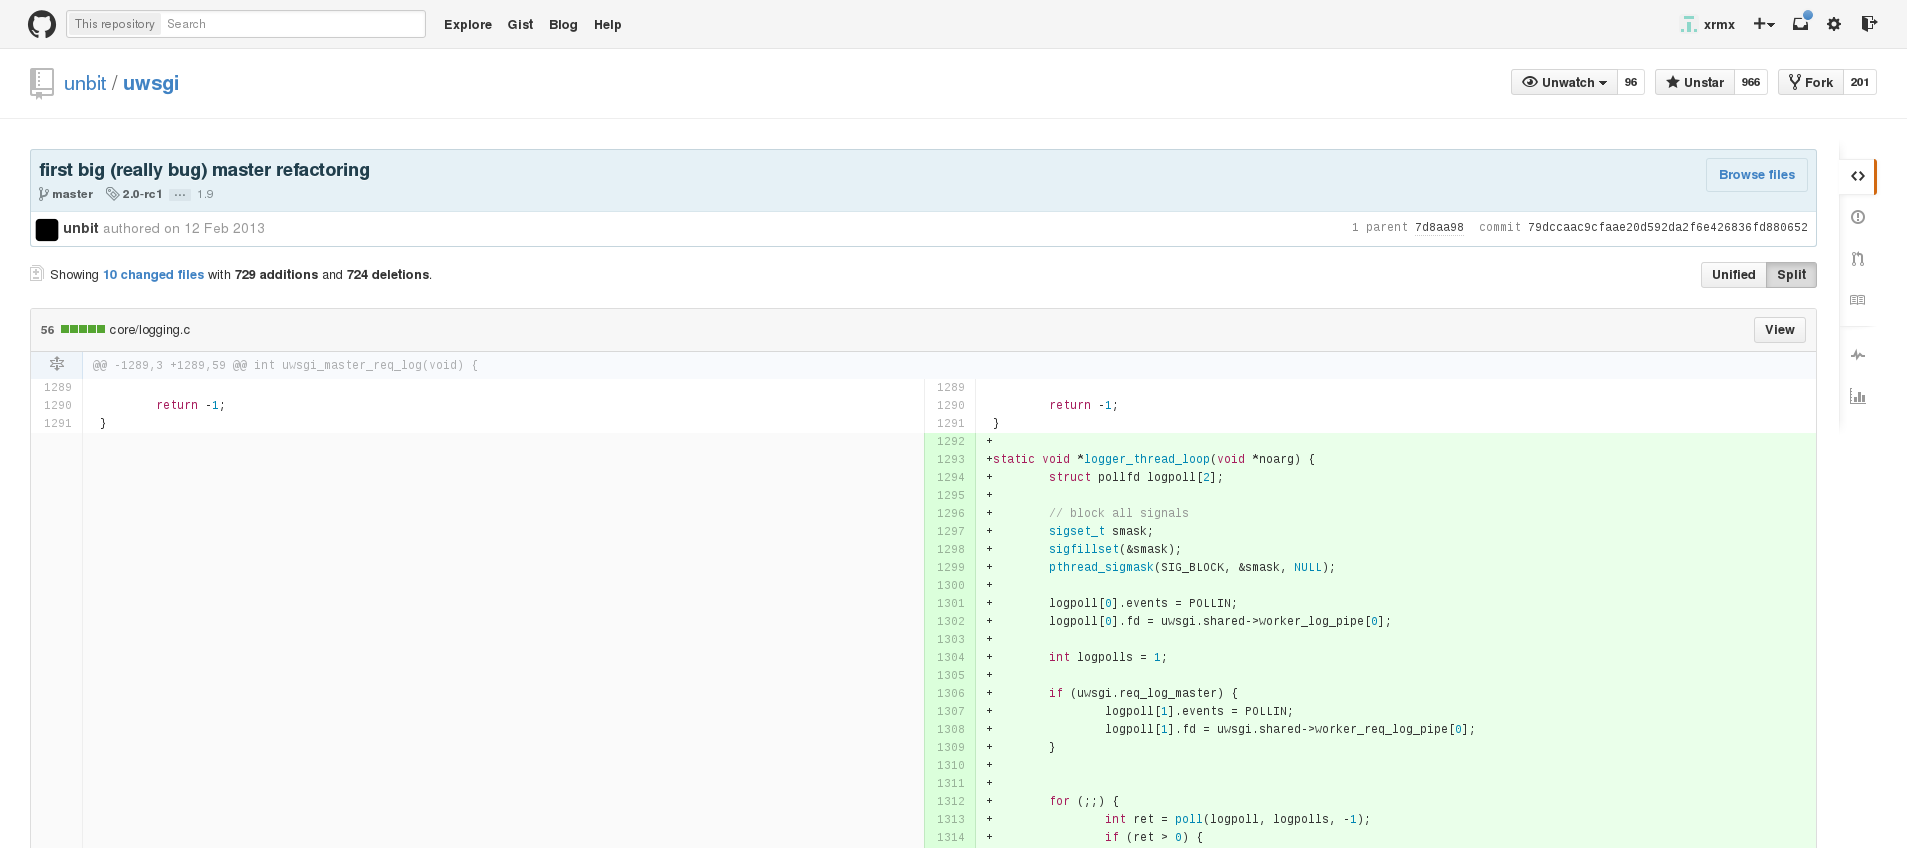 This repository Search Explore Gist Blog Help xrmx
unbit / uwsgi Unwatch 96 Unstar 966 Fork 201
first big (really bug) master refactoring
Browse files
master 2.0-rc1 ... 1.9
unbit authored on 12 Feb 2013 1 parent 7d8aa98 commit 79dccaac9cfaae20d592da2f6e426836fd880652
Showing 10 changed files with 729 additions and 724 deletions. Unified Split
56 core/logging.c View
@@ -1289,3 +1289,59 @@ int uwsgi_master_req_log(void) {
1289 1289
1290 return -1; 1290 return -1;
1291 } 1291 }
1292 +
1293 +static void *logger_thread_loop(void *noarg) {
1294 + struct pollfd logpoll[2];
1295 +
1296 + // block all signals
1297 + sigset_t smask;
1298 + sigfillset(&smask);
1299 + pthread_sigmask(SIG_BLOCK, &smask, NULL);
1300 +
1301 + logpoll[0].events = POLLIN;
1302 + logpoll[0].fd = uwsgi.shared->worker_log_pipe[0];
1303 +
1304 + int logpolls = 1;
1305 +
1306 + if (uwsgi.req_log_master) {
1307 + logpoll[1].events = POLLIN;
1308 + logpoll[1].fd = uwsgi.shared->worker_req_log_pipe[0];
1309 + }
1310 +
1311 +
1312 + for (;;) {
1313 + int ret = poll(logpoll, logpolls, -1);
1314 + if (ret > 0) {